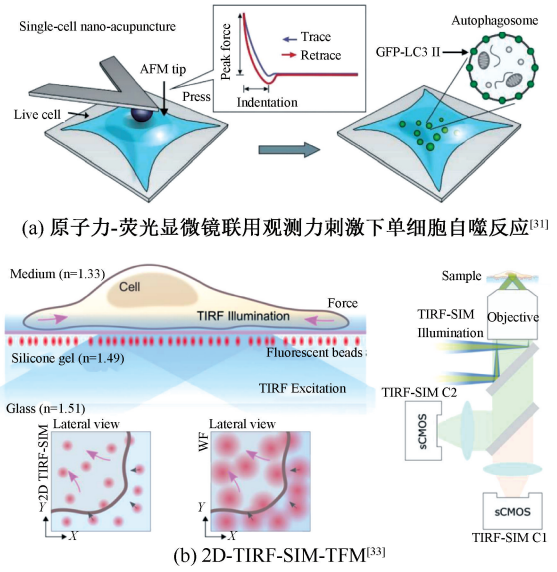 Single-cell nano-acupuncture
AFM tip
Live cell
Press
Peak force
Trace
Retrace
Indentation
Autophagosome
GFP-LC3 II
(a) 原子力-荧光显微镜联用观测力刺激下单细胞自噬反应[31]
Medium (n=1.33)
Cell
TIRF Illumination
Force
Silicone gel (n=1.49)
Fluorescent beads
TIRF Excitation
Glass (n=1.51)
Lateral view
2D TIRF-SIM
Y
X
Lateral view
WF
Y
X
Sample
Objective
TIRF-SIM
Illumination
TIRF-SIM C2
sCMOS
sCMOS
TIRF-SIM C1
(b) 2D-TIRF-SIM-TFM[33]